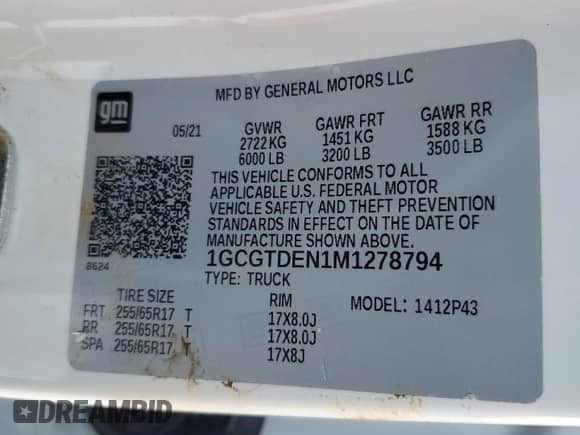 gm
MFD BY GENERAL MOTORS LLC
05/21 GVWR GAWR FRT GAWR RR
2722 KG 1451 KG 1588 KG
6000 LB 3200 LB 3500 LB
THIS VEHICLE CONFORMS TO ALL
APPLICABLE U.S. FEDERAL MOTOR
VEHICLE SAFETY AND THEFT PREVENTION
STANDARDS IN EFFECT ON THE DATE OF
MANUFACTURE SHOWN ABOVE.
8624
1GCGTDEN1M1278794
TYPE: TRUCK
TIRE SIZE RIM MODEL: 1412P43
FRT 255/65R17 T 17X8.0J
RR 255/65R17 T 17X8.0J
SPA 255/65R17 T 17X8J
DREAMBID